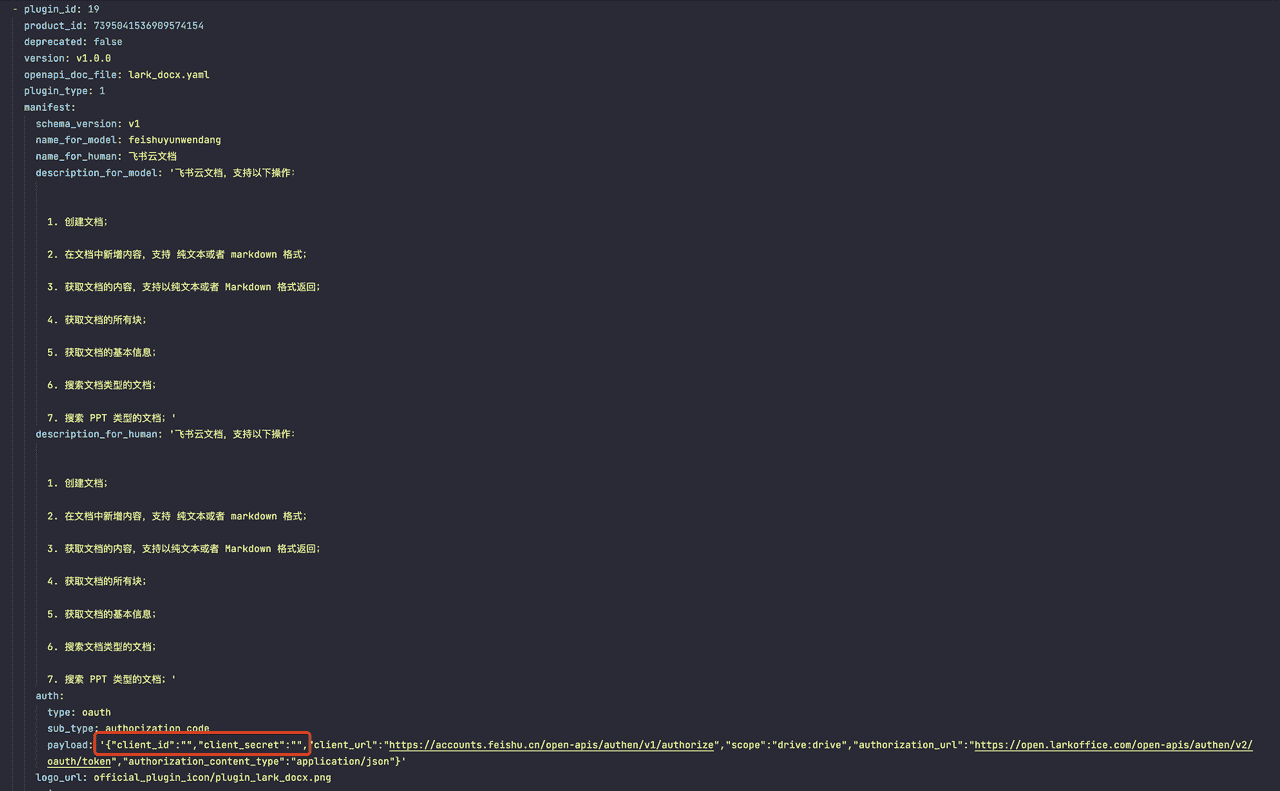 - plugin_id: 19
product_id: 7395041536909574154
deprecated: false
version: v1.0.0
openapi_doc_file: lark_docx.yaml
plugin_type: 1
manifest:
schema_version: v1
name_for_model: feishuyunwendang
name_for_human: 飞书云文档
description_for_model: '飞书云文档，支持以下操作：
1. 创建文档；
2. 在文档中新增内容，支持 纯文本或者 markdown 格式；
3. 获取文档的内容，支持以纯文本或者 Markdown 格式返回；
4. 获取文档的所有块；
5. 获取文档的基本信息；
6. 搜索文档类型的文档；
7. 搜索 PPT 类型的文档；'
description_for_human: '飞书云文档，支持以下操作：
1. 创建文档；
2. 在文档中新增内容，支持 纯文本或者 markdown 格式；
3. 获取文档的内容，支持以纯文本或者 Markdown 格式返回；
4. 获取文档的所有块；
5. 获取文档的基本信息；
6. 搜索文档类型的文档；
7. 搜索 PPT 类型的文档；'
auth:
type: oauth
sub_type: authorization_code
payload: '{"client_id":"","client_secret":"","client_url":"https://accounts.feishu.cn/open-apis/authen/v1/authorize","scope":"drive:drive","authorization_url":"https://open.larkoffice.com/open-apis/authen/v2/
oauth/token","authorization_content_type":"application/json"}'
logo_url: official_plugin_icon/plugin_lark_docx.png